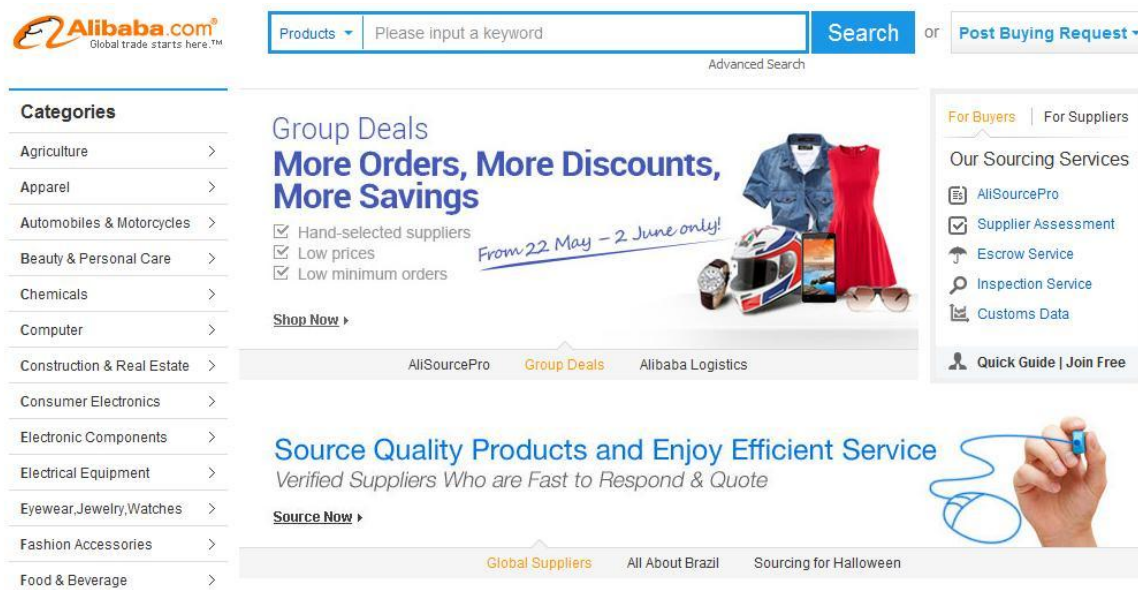 Alibaba.com®
Global trade starts here.™
Products
Please input a keyword
Search
or
Post Buying Request
Advanced Search
Categories
Agriculture
Apparel
Automobiles & Motorcycles
Beauty & Personal Care
Chemicals
Computer
Construction & Real Estate
Consumer Electronics
Electronic Components
Electrical Equipment
Eyewear,Jewelry,Watches
Fashion Accessories
Food & Beverage
Group Deals
More Orders, More Discounts,
More Savings
Hand-selected suppliers
Low prices
Low minimum orders
From 22 May – 2 June only!
Shop Now
AliSourcePro Group Deals Alibaba Logistics
For Buyers For Suppliers
Our Sourcing Services
AliSourcePro
Supplier Assessment
Escrow Service
Inspection Service
Customs Data
Quick Guide | Join Free
Source Quality Products and Enjoy Efficient Service
Verified Suppliers Who are Fast to Respond & Quote
Source Now
Global Suppliers All About Brazil Sourcing for Halloween